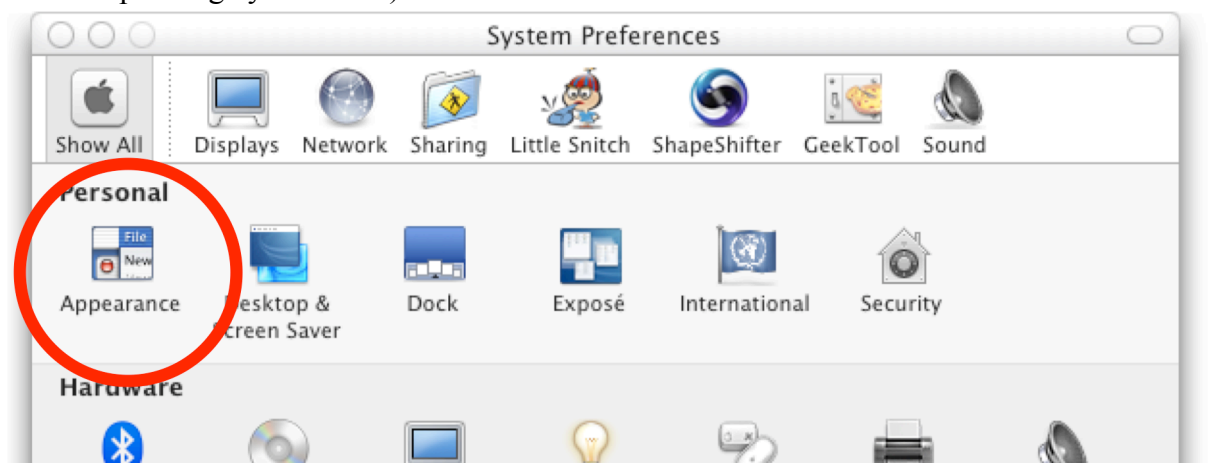 System Preferences
Show All Displays Network Sharing Little Snitch ShapeShifter GeekTool Sound
Personal
File
New
Appearance Desktop & Dock Exposé International Security
Screen Saver
Hardware